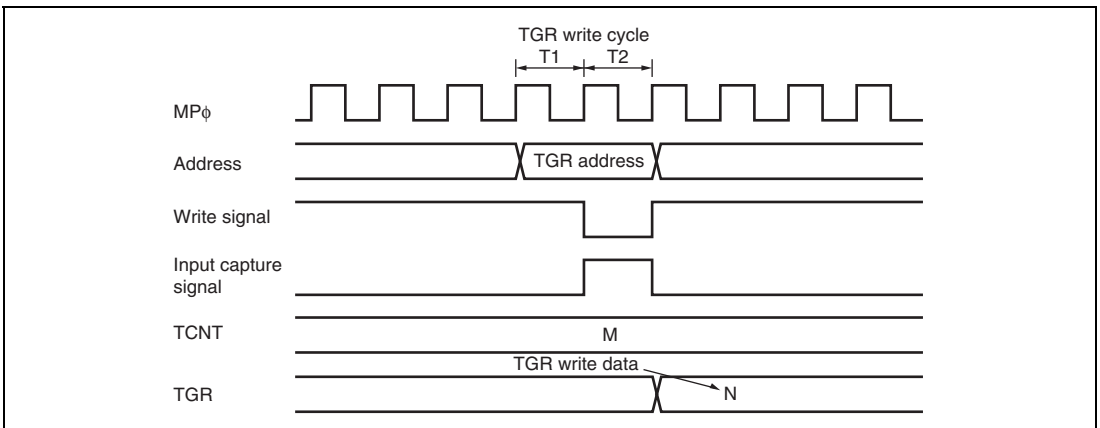 TGR write cycle
T1 T2
MPϕ
Address TGR address
Write signal
Input capture
signal
TCNT M
TGR write data
TGR N